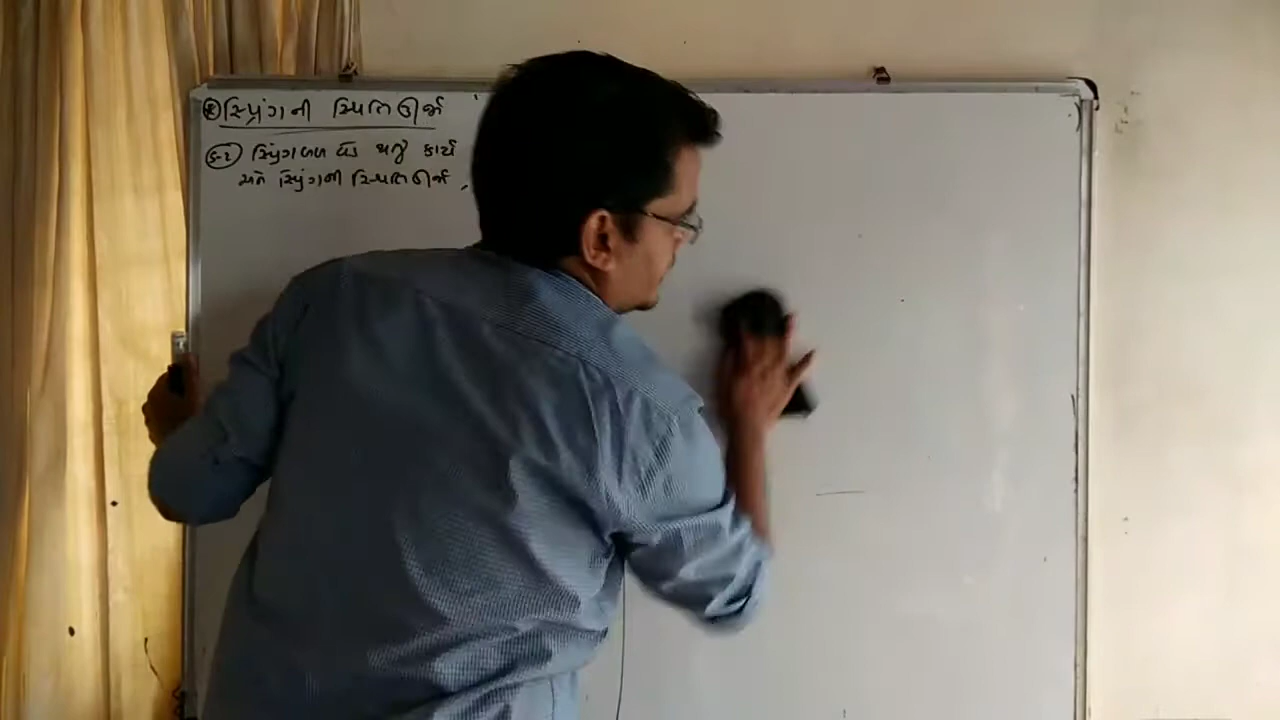 સ્પ્રિંગની સ્થિતિઊર્જા
સ્પ્રિંગબળ વડે થતું કાર્ય
અને સ્પ્રિંગની સ્થિતિઊર્જા